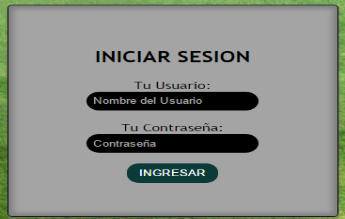 INICIAR SESION
Tu Usuario:
Nombre del Usuario
Tu Contraseña:
Contraseña
INGRESAR